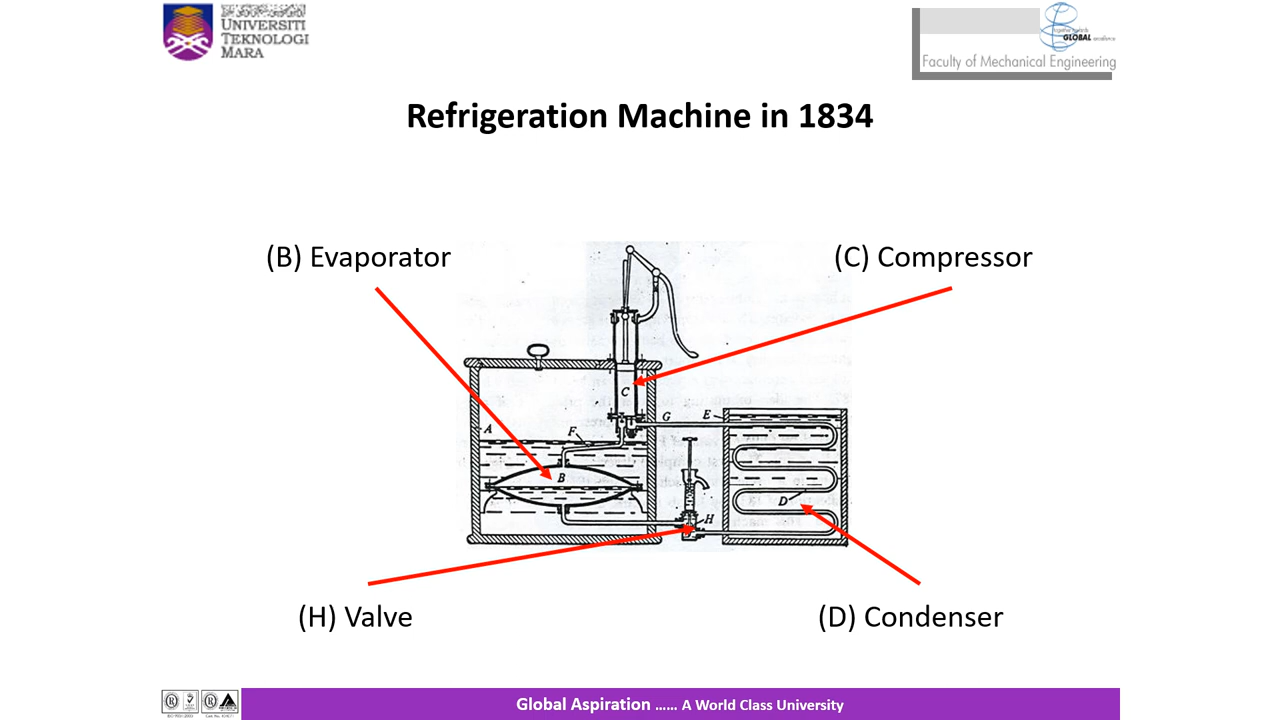 UNIVERSITI
TEKNOLOGI
MARA
GLOBAL
Faculty of Mechanical Engineering
Refrigeration Machine in 1834
(B) Evaporator
(C) Compressor
C
G
E
A
F
B
D
H
(H) Valve
(D) Condenser
Global Aspiration ...... A World Class University